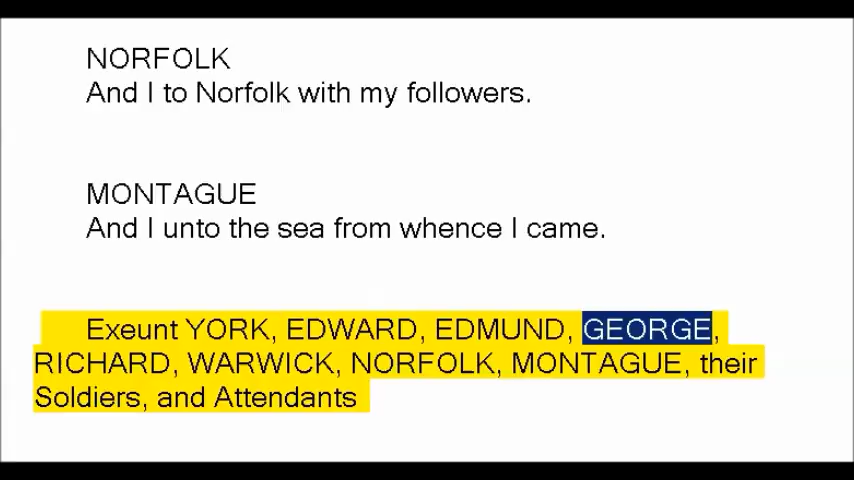 NORFOLK
And I to Norfolk with my followers.
MONTAGUE
And I unto the sea from whence I came.
Exeunt YORK, EDWARD, EDMUND, GEORGE,
RICHARD, WARWICK, NORFOLK, MONTAGUE, their
Soldiers, and Attendants